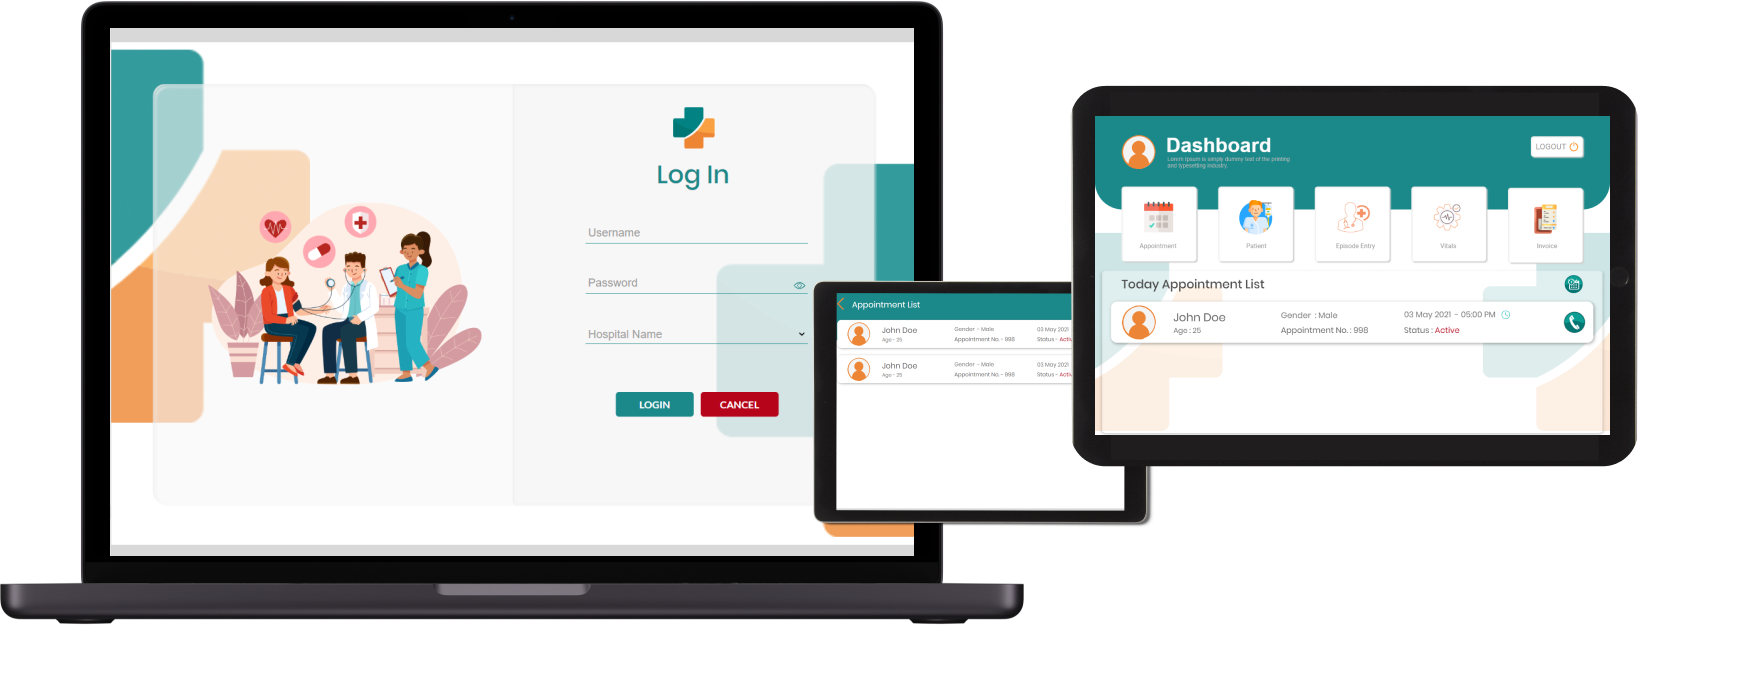 Log In
Username
Password
Hospital Name
LOGIN
CANCEL
Appointment List
John Doe
Age - 25
Gender - Male
Appointment No. - 998
03 May 2021
Status -
John Doe
Age - 25
Gender - Male
Appointment No. - 998
03 May 2021
Status -
Dashboard
Lorem Ipsum is simply dummy text of the printing
and typesetting industry.
LOGOUT
Appointment
Patient
Episode Entry
Vitals
Invoice
Today Appointment List
John Doe
Age : 25
Gender : Male
Appointment No. : 998
03 May 2021 - 05:00 PM
Status : Active